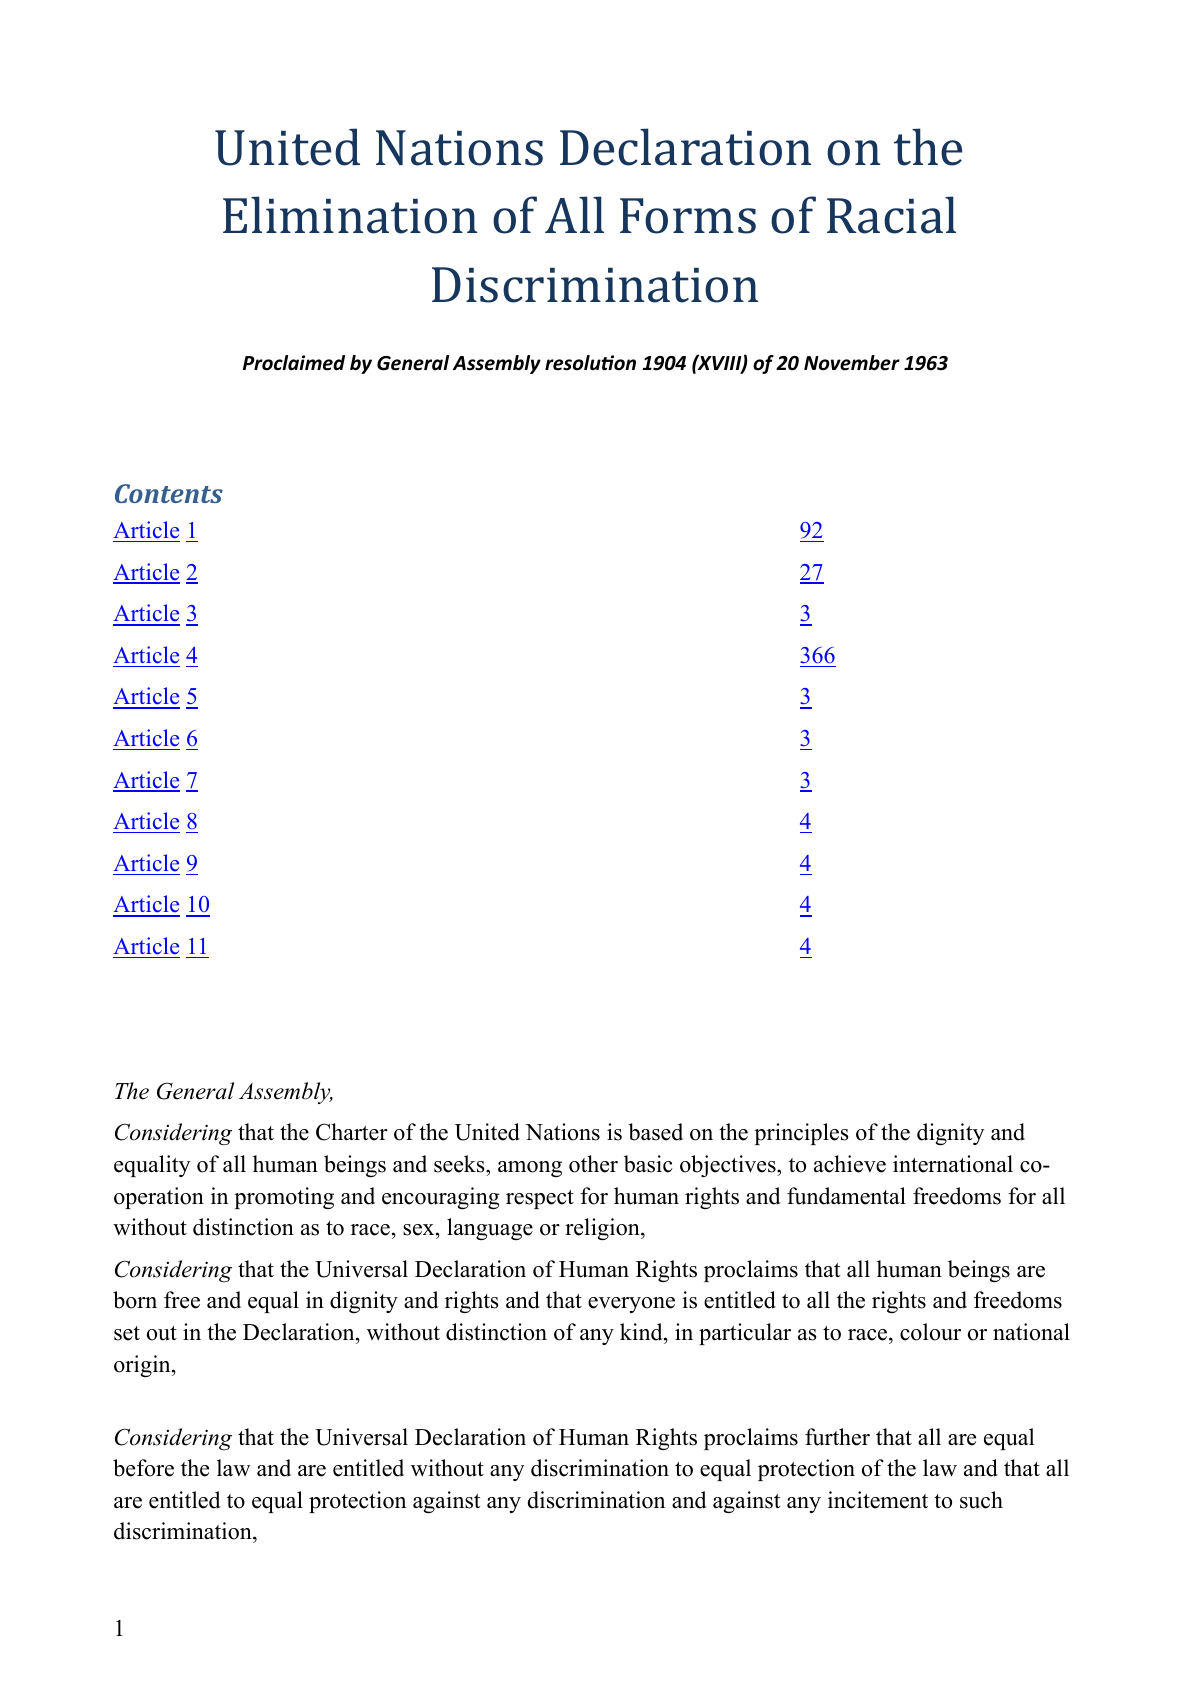 United Nations Declaration on the
Elimination of All Forms of Racial
Discrimination
Proclaimed by General Assembly resolution 1904 (XVIII) of 20 November 1963
Contents
Article 1 92
Article 2 27
Article 3 3
Article 4 366
Article 5 3
Article 6 3
Article 7 3
Article 8 4
Article 9 4
Article 10 4
Article 11 4
The General Assembly,
Considering that the Charter of the United Nations is based on the principles of the dignity and
equality of all human beings and seeks, among other basic objectives, to achieve international co-
operation in promoting and encouraging respect for human rights and fundamental freedoms for all
without distinction as to race, sex, language or religion,
Considering that the Universal Declaration of Human Rights proclaims that all human beings are
born free and equal in dignity and rights and that everyone is entitled to all the rights and freedoms
set out in the Declaration, without distinction of any kind, in particular as to race, colour or national
origin,
Considering that the Universal Declaration of Human Rights proclaims further that all are equal
before the law and are entitled without any discrimination to equal protection of the law and that all
are entitled to equal protection against any discrimination and against any incitement to such
discrimination,
1